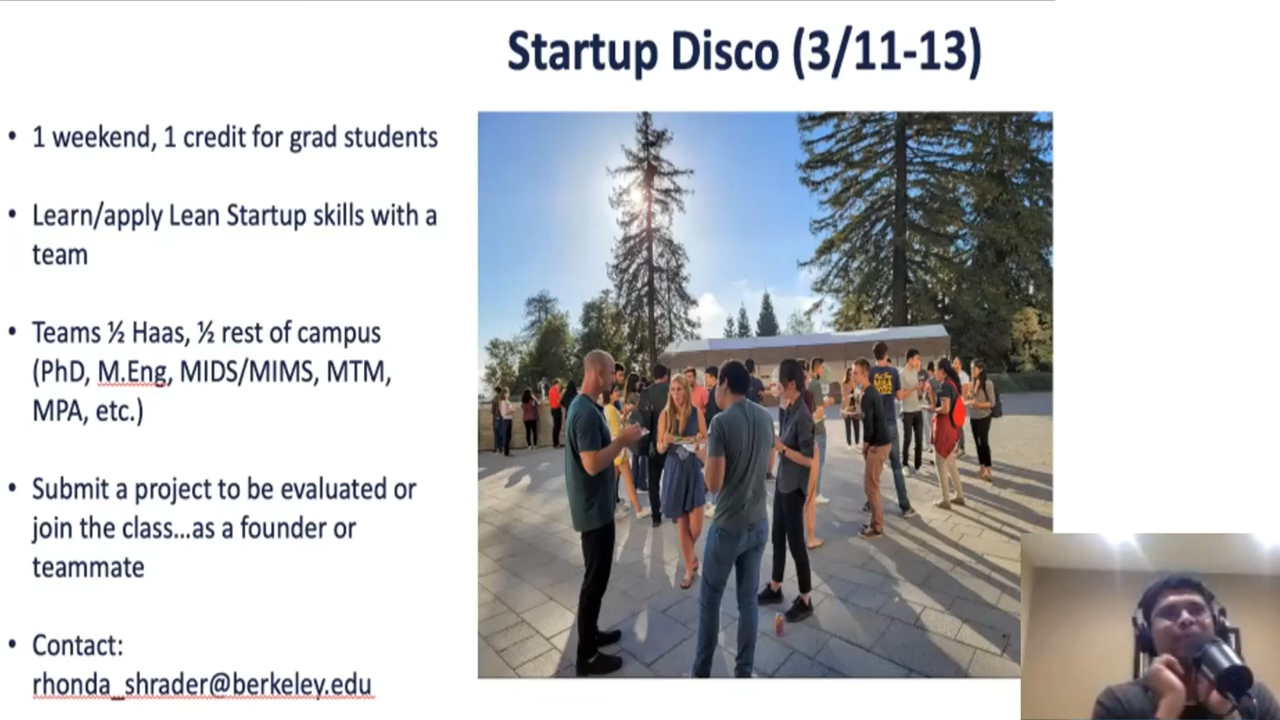 Startup Disco (3/11-13)
• 1 weekend, 1 credit for grad students
• Learn/apply Lean Startup skills with a
team
• Teams ½ Haas, ½ rest of campus
(PhD, M.Eng, MIDS/MIMS, MTM,
MPA, etc.)
• Submit a project to be evaluated or
join the class...as a founder or
teammate
• Contact:
rhonda_shrader@berkeley.edu